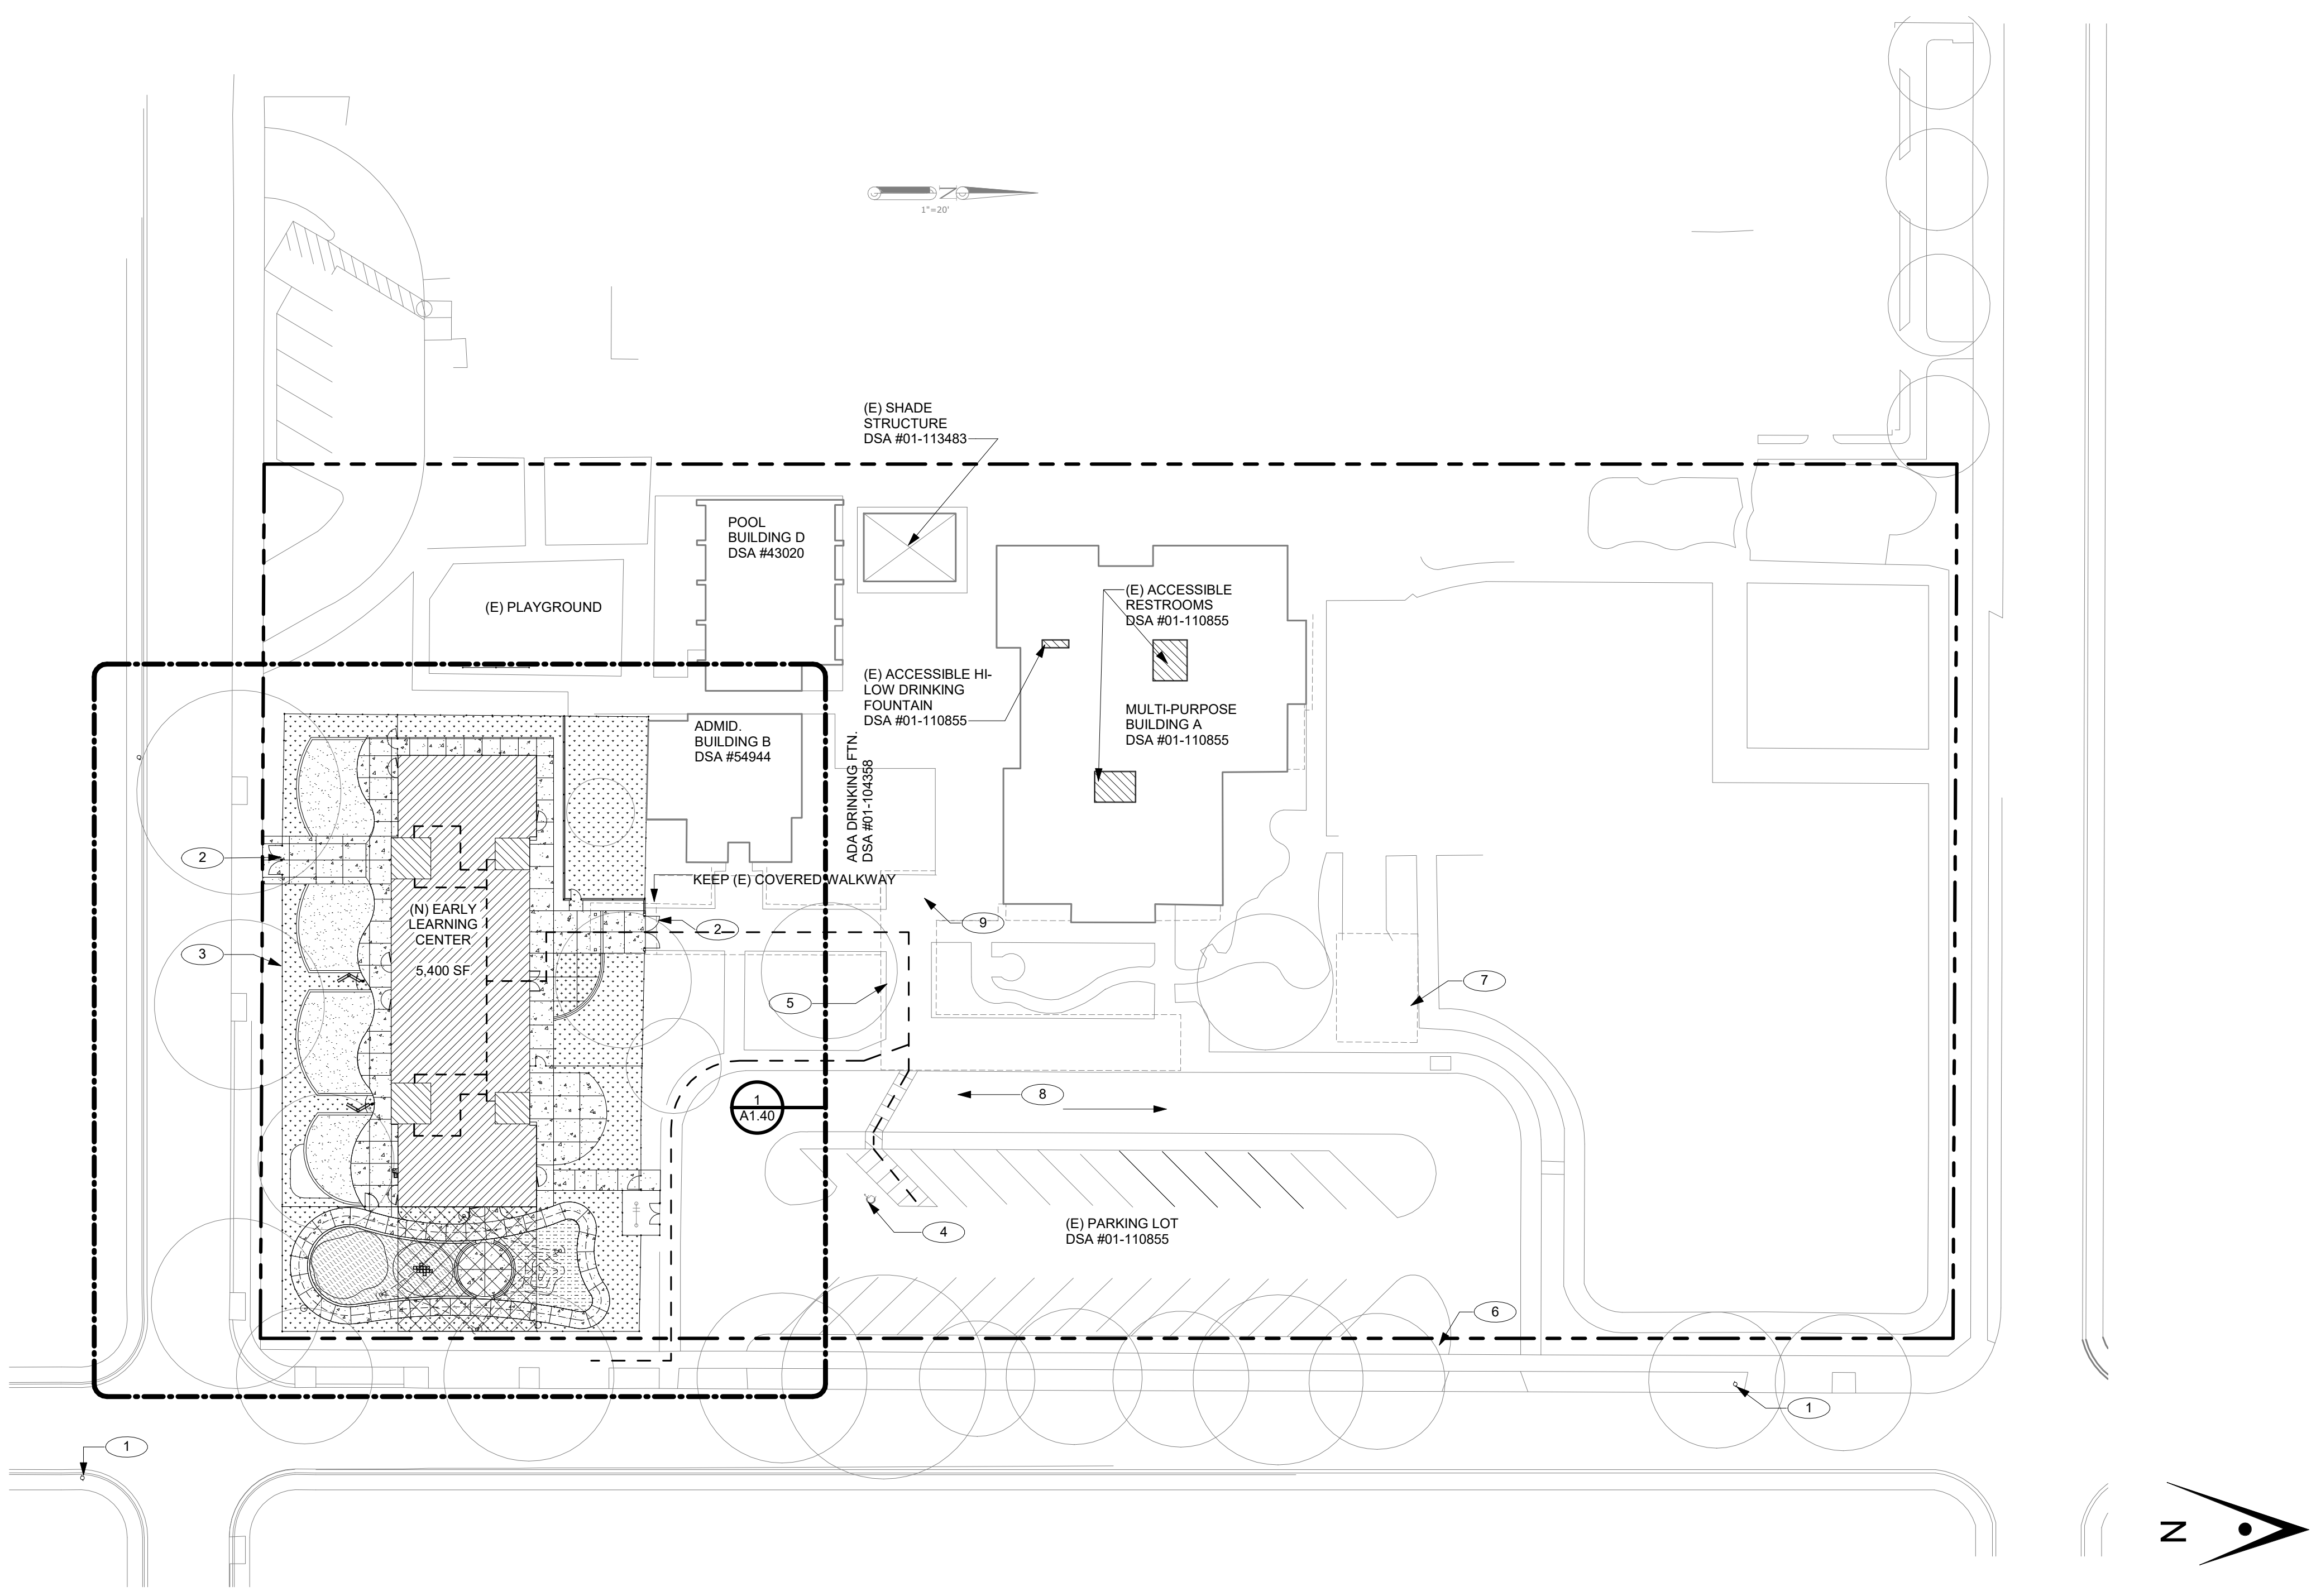 1"=20'
(E) SHADE
STRUCTURE
DSA #01-113483
POOL
BUILDING D
DSA #43020
(E) PLAYGROUND
(E) ACCESSIBLE
RESTROOMS
DSA #01-110855
(E) ACCESSIBLE HI-
LOW DRINKING
FOUNTAIN
DSA #01-110855
MULTI-PURPOSE
BUILDING A
DSA #01-110855
ADMID.
BUILDING B
DSA #54944
ADA DRINKING FTN.
DSA #01-104358
KEEP (E) COVERED WALKWAY
2
(N) EARLY
LEARNING
CENTER
5,400 SF
2
9
3
5
7
8
1
A1.40
4
(E) PARKING LOT
DSA #01-110855
6
1
1
N